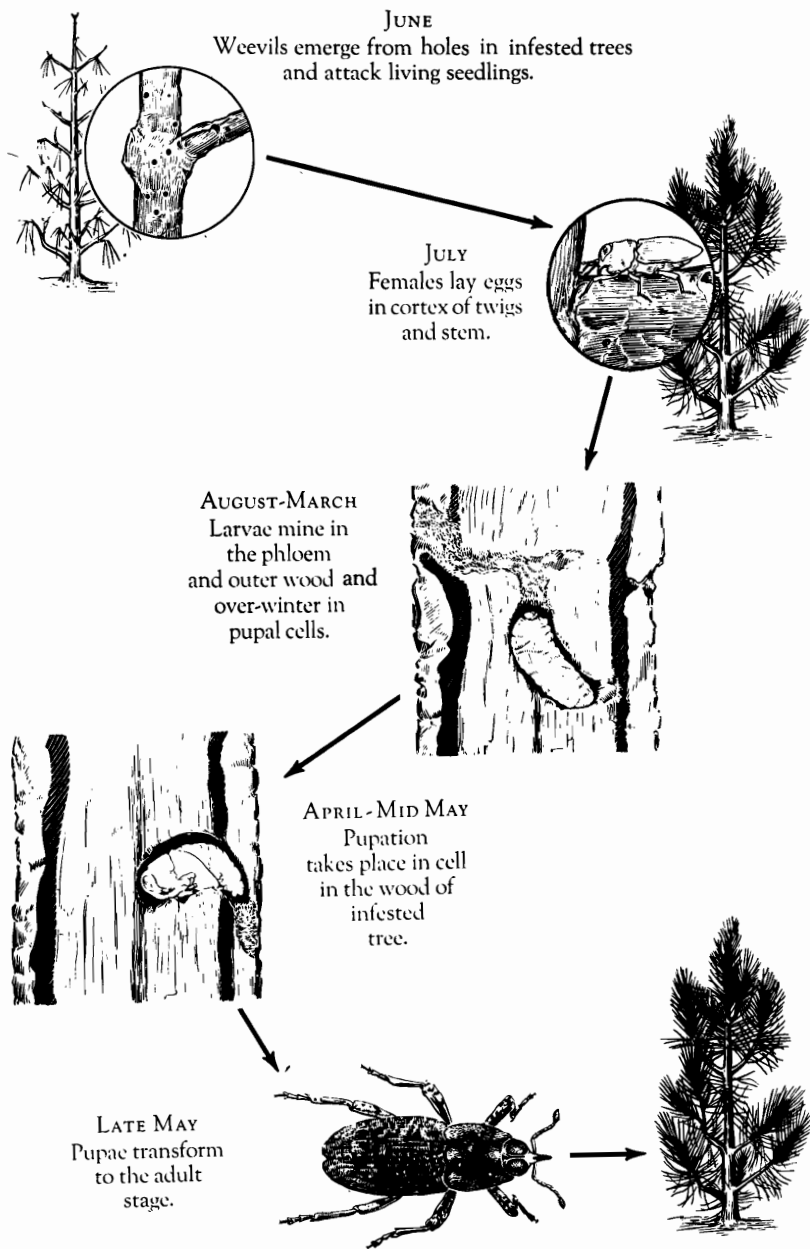 JUNE
Weevils emerge from holes in infested trees
and attack living seedlings.
JULY
Females lay eggs
in cortex of twigs
and stem.
AUGUST-MARCH
Larvae mine in
the phloem
and outer wood and
over-winter in
pupal cells.
APRIL-MID MAY
Pupation
takes place in cell
in the wood of
infested
tree.
LATE MAY
Pupae transform
to the adult
stage.